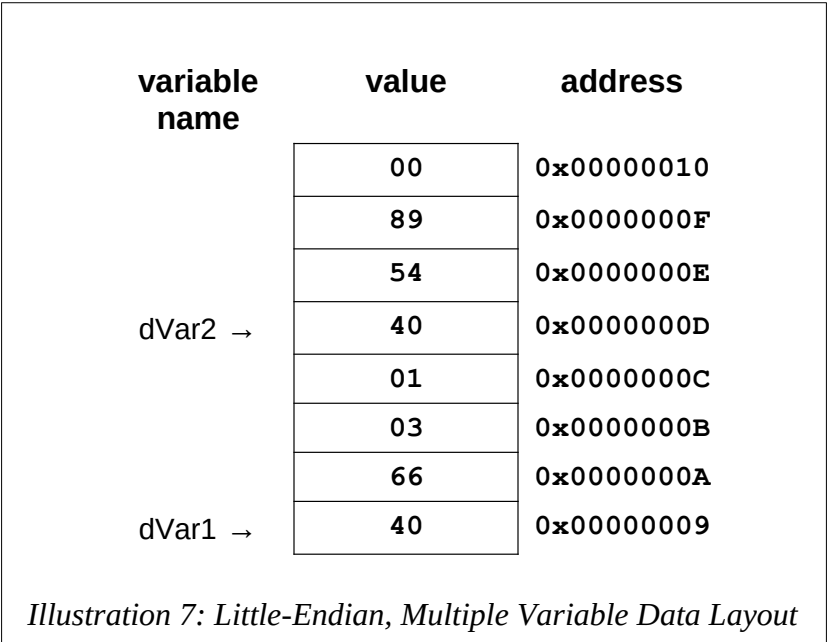 variable name value address
00 0x00000010
89 0x0000000F
54 0x0000000E
dVar2 → 40 0x0000000D
01 0x0000000C
03 0x0000000B
66 0x0000000A
dVar1 → 40 0x00000009
Illustration 7: Little-Endian, Multiple Variable Data Layout